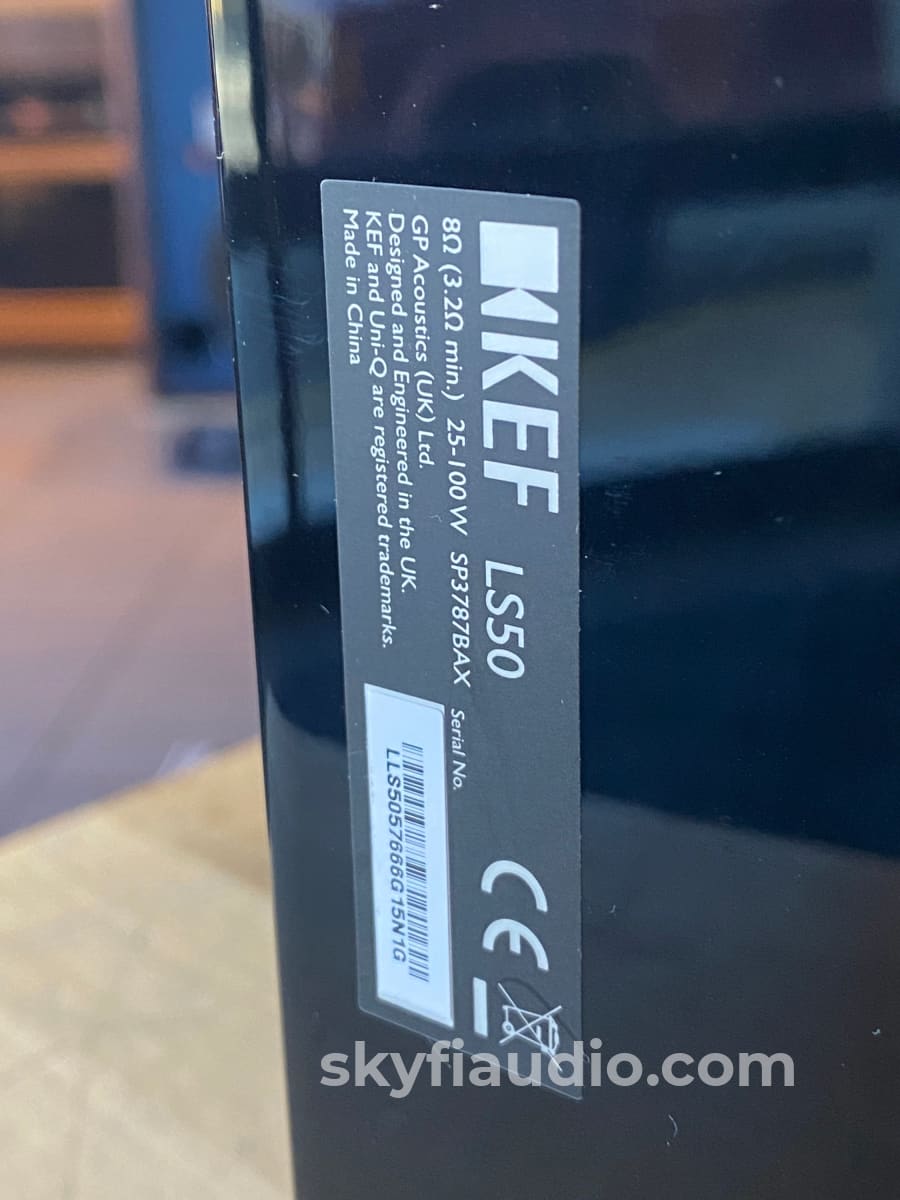 KEF LS50
8Ω (3.2Ω min.) 25-100 W SP3787BAX Serial No.
GP Acoustics (UK) Ltd.
Designed and Engineered in the UK.
KEF and Uni-Q are registered trademarks.
Made in China
LLS5057666G15N1G
CE
skyfiaudio.com